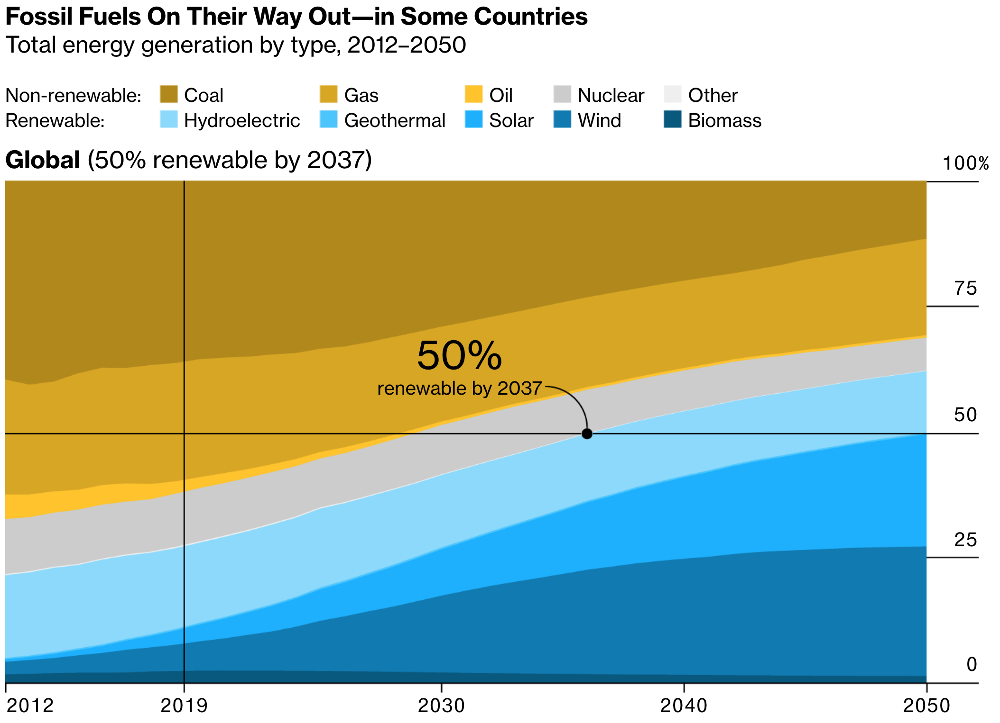 Fossil Fuels On Their Way Out—in Some Countries
Total energy generation by type, 2012–2050
Non-renewable: Coal Gas Oil Nuclear Other
Renewable: Hydroelectric Geothermal Solar Wind Biomass
Global (50% renewable by 2037)
100%
75
50%
renewable by 2037
50
25
0
2012 2019 2030 2040 2050